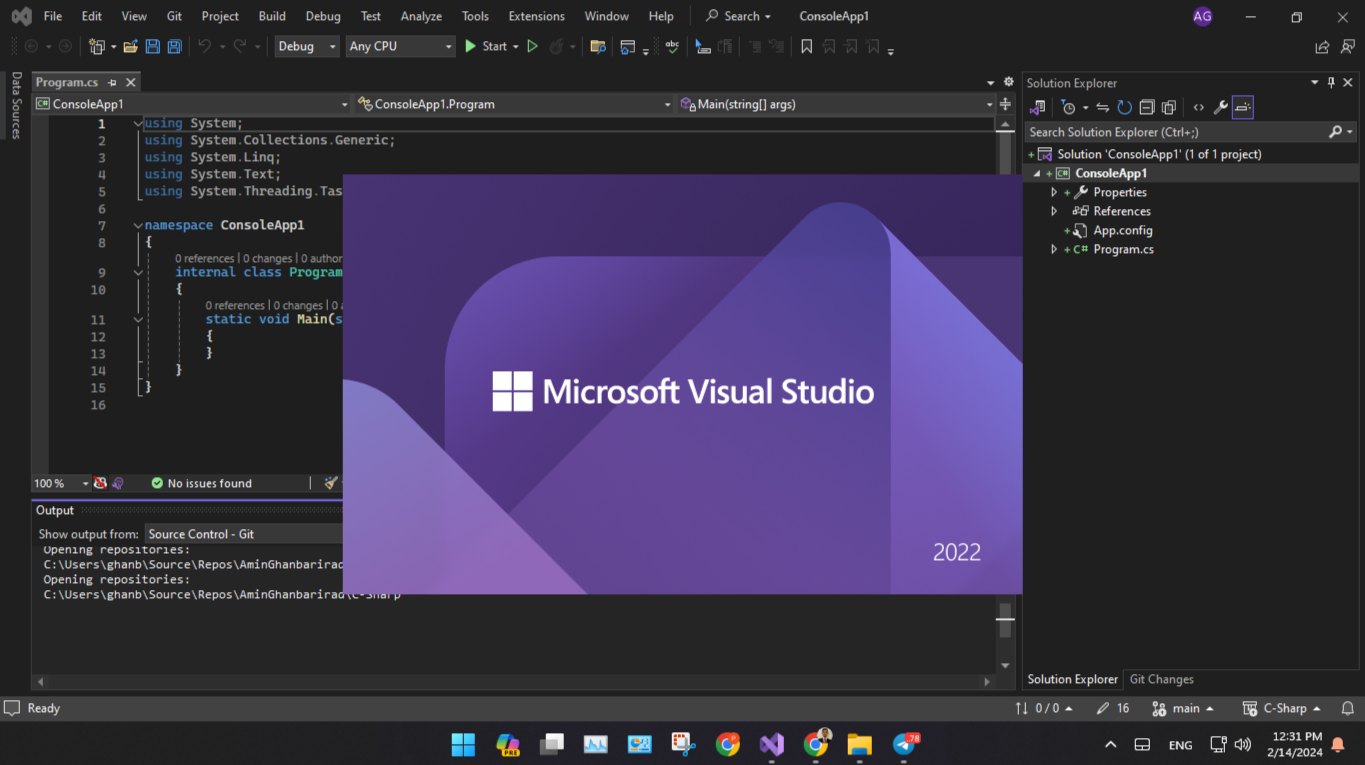 File Edit View Git Project Build Debug Test Analyze Tools Extensions Window Help Search ConsoleApp1 AG
Debug Any CPU Start abc
Data Sources
Program.cs
ConsoleApp1 ConsoleApp1.Program Main(string[] args)
1 using System;
2 using System.Collections.Generic;
3 using System.Linq;
4 using System.Text;
5 using System.Threading.Tas
6
7 namespace ConsoleApp1
8 {
0 references | 0 changes | 0 author
9 internal class Program
10 {
0 references | 0 changes | 0 a
11 static void Main(s
12 {
13 }
14 }
15 }
16
100 % No issues found
Output
Show output from: Source Control - Git
Opening repositories:
C:\Users\ghanb\Source\Repos\AminGhanbarirad
Opening repositories:
C:\Users\ghanb\Source\Repos\AminGhanbarirad\C-Sharp
Microsoft Visual Studio
2022
Solution Explorer
Search Solution Explorer (Ctrl+;)
Solution 'ConsoleApp1' (1 of 1 project)
C# ConsoleApp1
Properties
References
App.config
C# Program.cs
Solution Explorer Git Changes
Ready 0 / 0 16 main C-Sharp
PRE 78 ENG 12:31 PM
2/14/2024